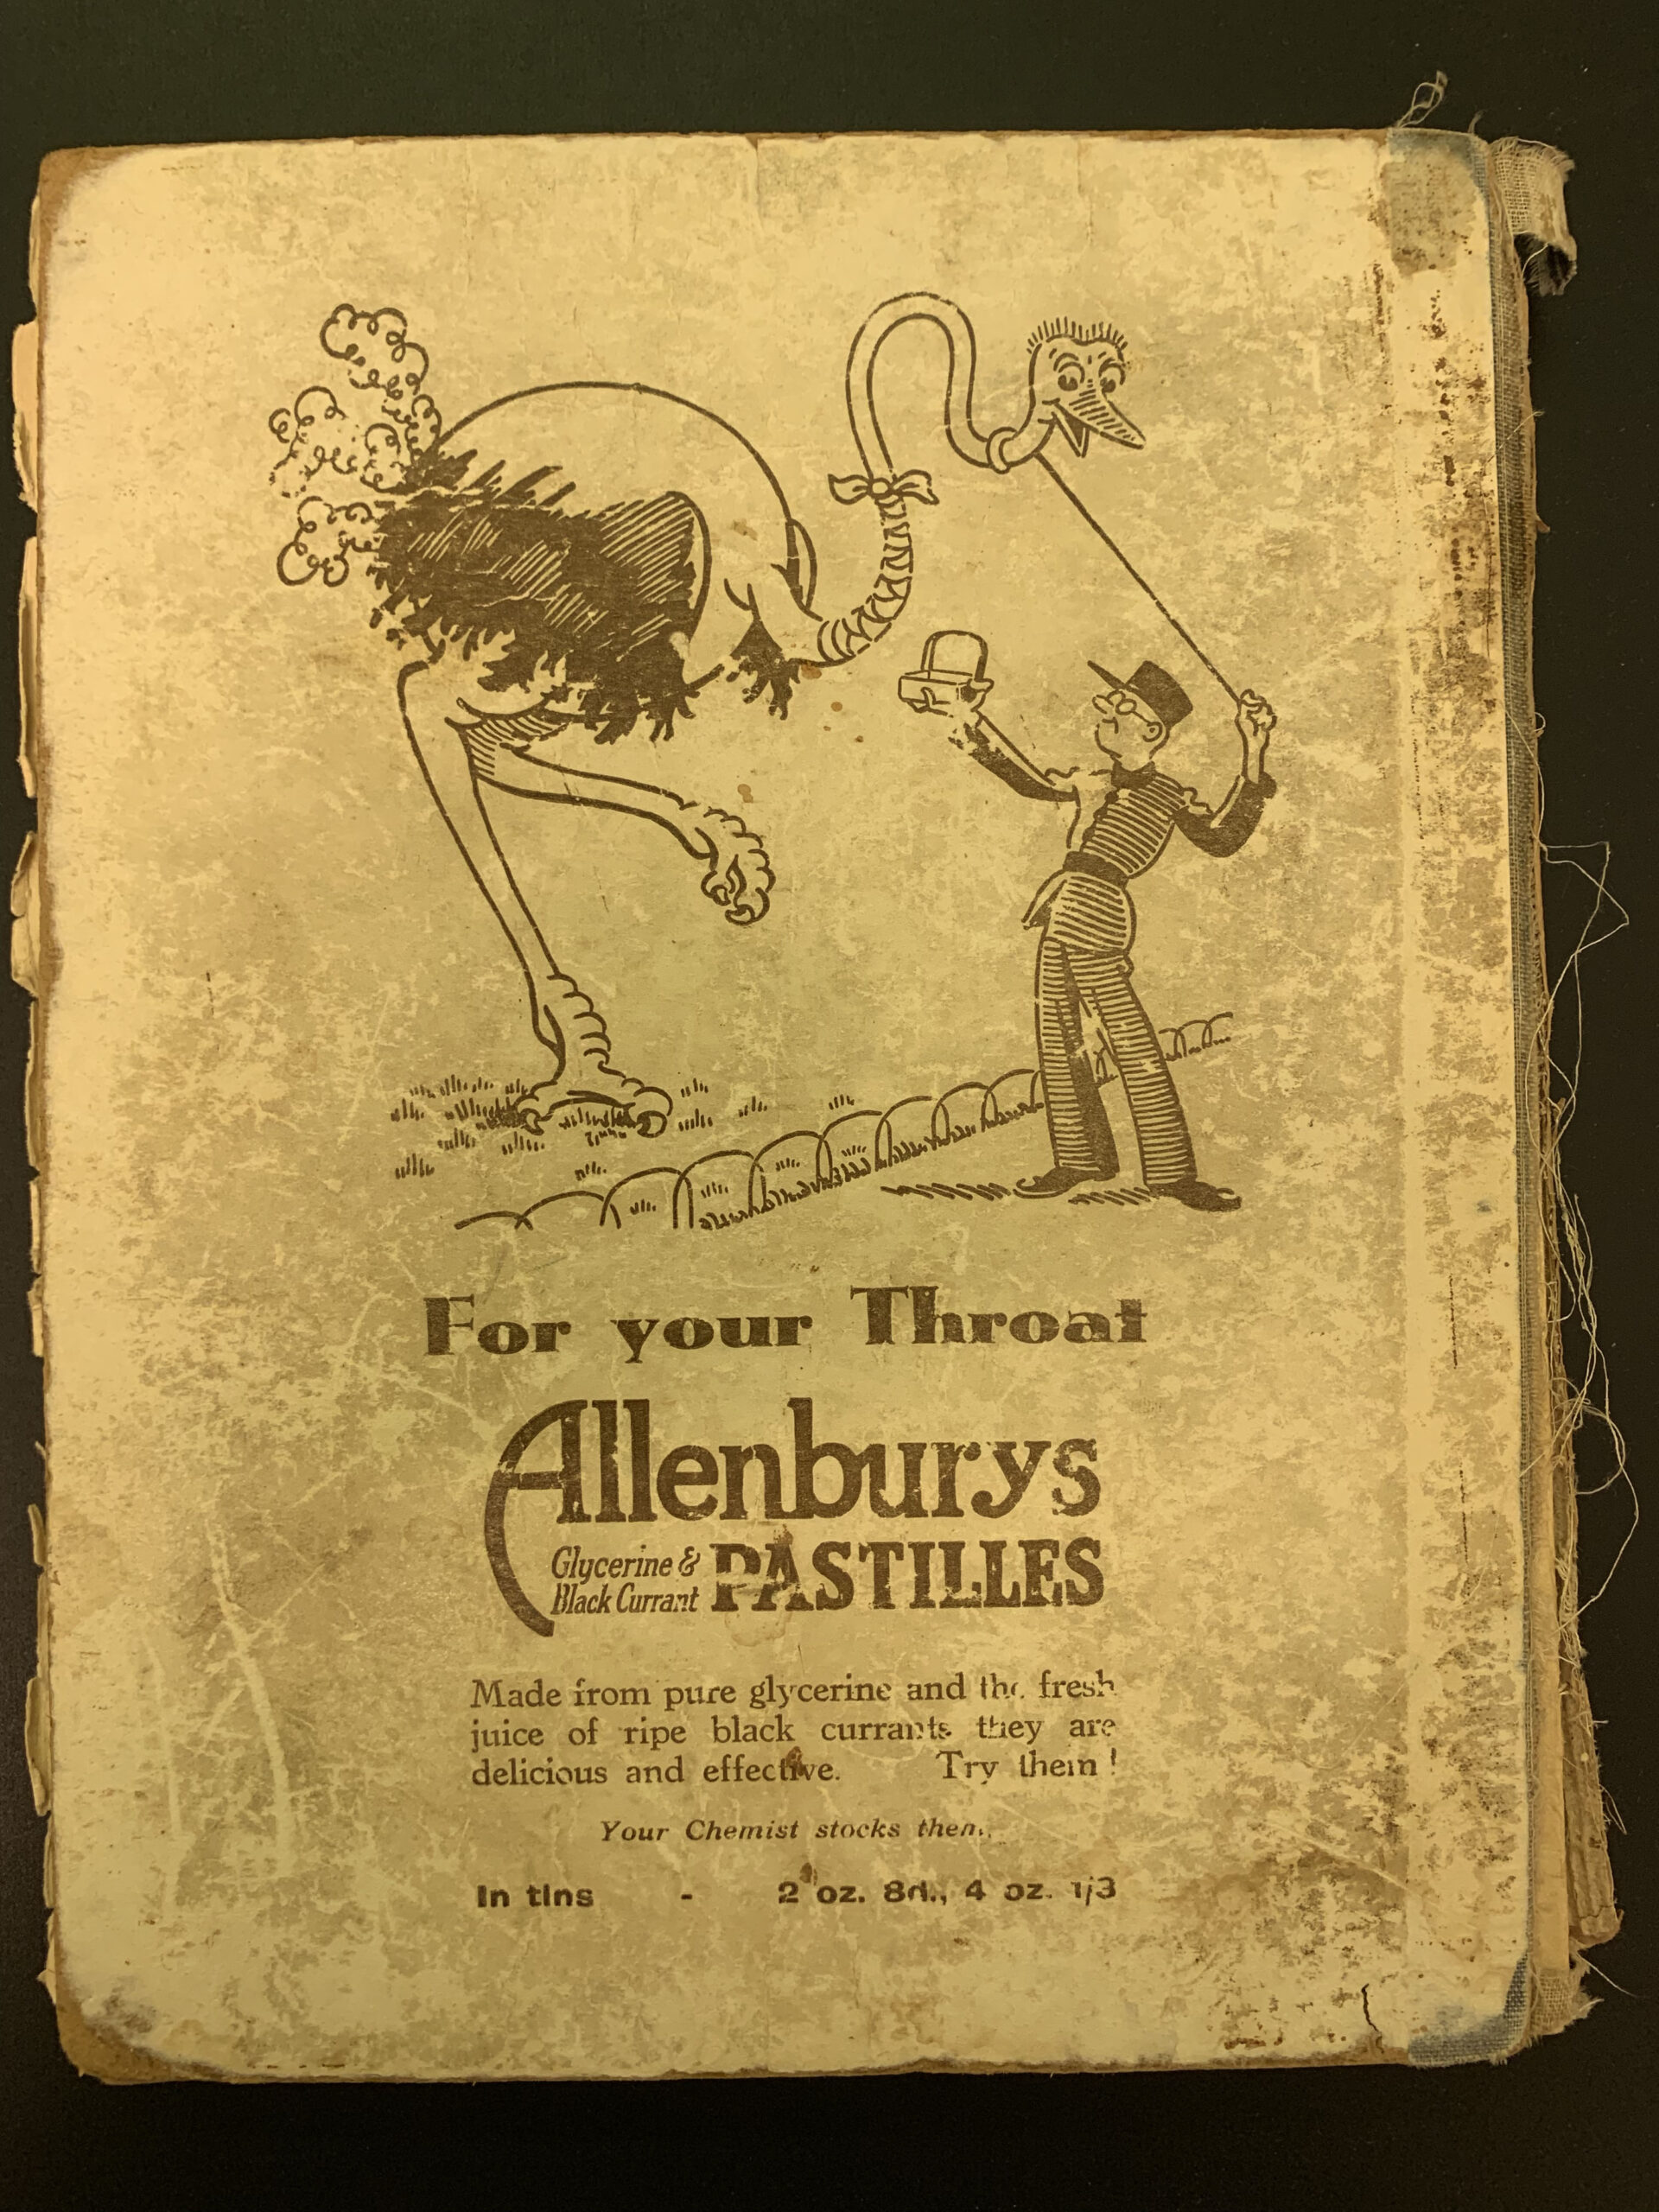 For your Throat
Allenburys
Glycerine &
Black Currant PASTILLES
Made from pure glycerine and the fresh
juice of ripe black currants they are
delicious and effective. Try them !
Your Chemist stocks them.
In tins - 2 oz. 8d., 4 oz. 1/3